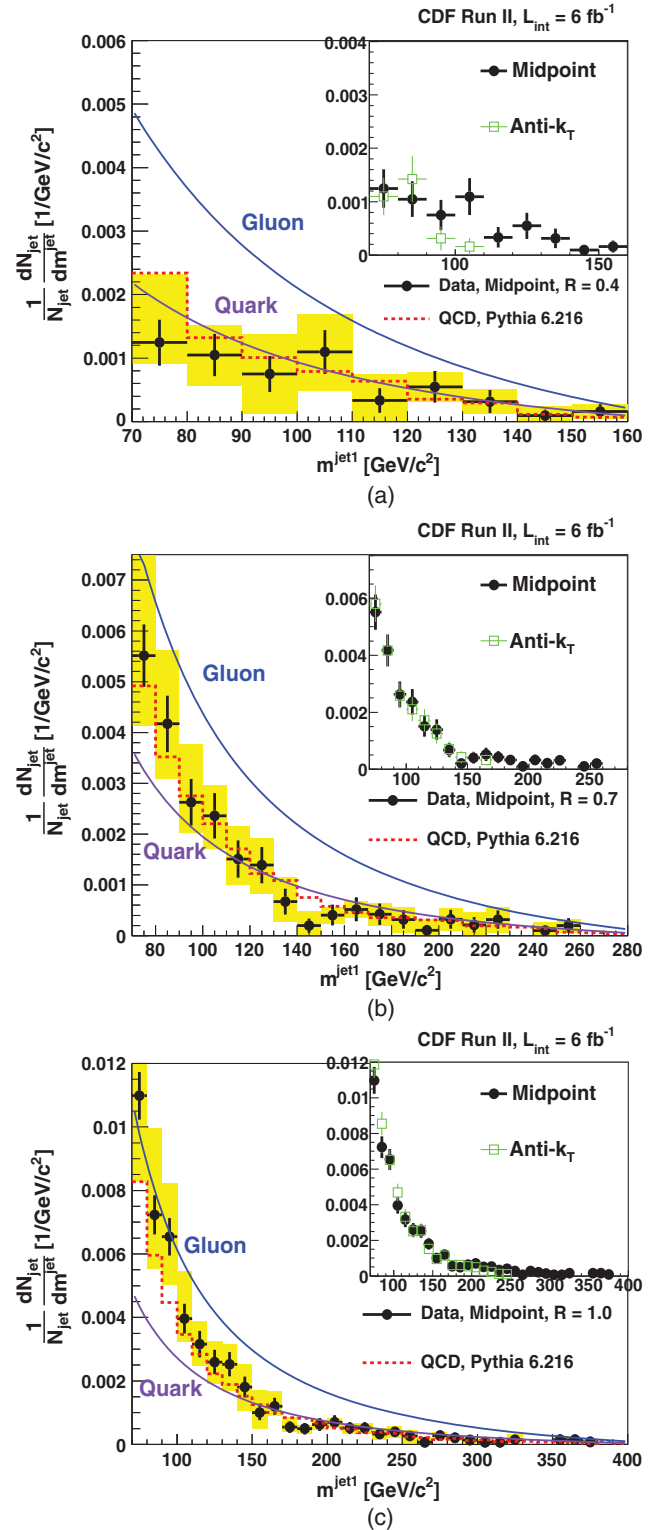 CDF Run II, L_int = 6 fb^-1
0.006
0.005
0.004
0.003
0.002
0.001
0
1/N_jet dN_jet/dm^jet [1/GeV/c^2]
Gluon
Quark
0.004
0.003
0.002
0.001
0
100 150
Midpoint
Anti-k_T
Data, Midpoint, R = 0.4
QCD, Pythia 6.216
70 80 90 100 110 120 130 140 150 160
m^jet1 [GeV/c^2]
(a)
CDF Run II, L_int = 6 fb^-1
0.007
0.006
0.005
0.004
0.003
0.002
0.001
0
1/N_jet dN_jet/dm^jet [1/GeV/c^2]
Gluon
Quark
0.006
0.004
0.002
0
100 150 200 250
Midpoint
Anti-k_T
Data, Midpoint, R = 0.7
QCD, Pythia 6.216
80 100 120 140 160 180 200 220 240 260 280
m^jet1 [GeV/c^2]
(b)
CDF Run II, L_int = 6 fb^-1
0.012
0.01
0.008
0.006
0.004
0.002
0
1/N_jet dN_jet/dm^jet [1/GeV/c^2]
Gluon
Quark
0.012
0.01
0.008
0.006
0.004
0.002
0
100 150 200 250 300 350 400
Midpoint
Anti-k_T
Data, Midpoint, R = 1.0
QCD, Pythia 6.216
100 150 200 250 300 350 400
m^jet1 [GeV/c^2]
(c)